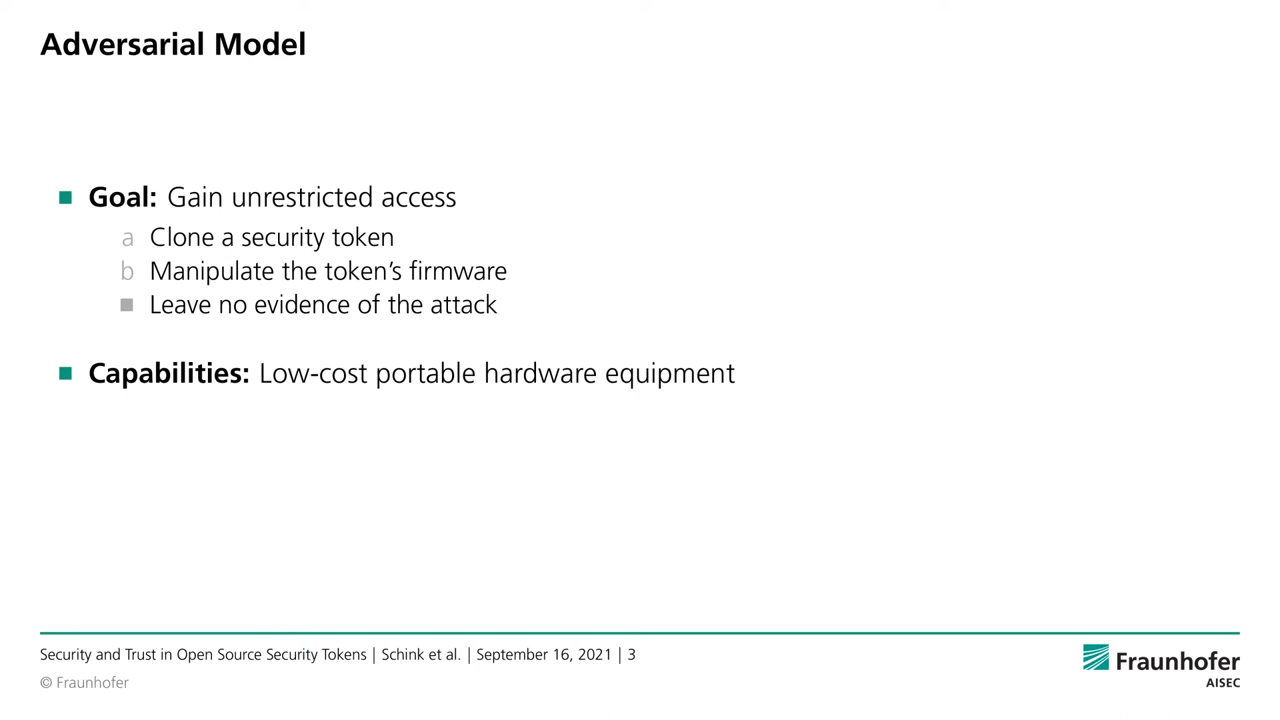 Adversarial Model
Goal: Gain unrestricted access
a Clone a security token
b Manipulate the token’s firmware
Leave no evidence of the attack
Capabilities: Low-cost portable hardware equipment
Security and Trust in Open Source Security Tokens | Schink et al. | September 16, 2021 | 3
© Fraunhofer
Fraunhofer
AISEC